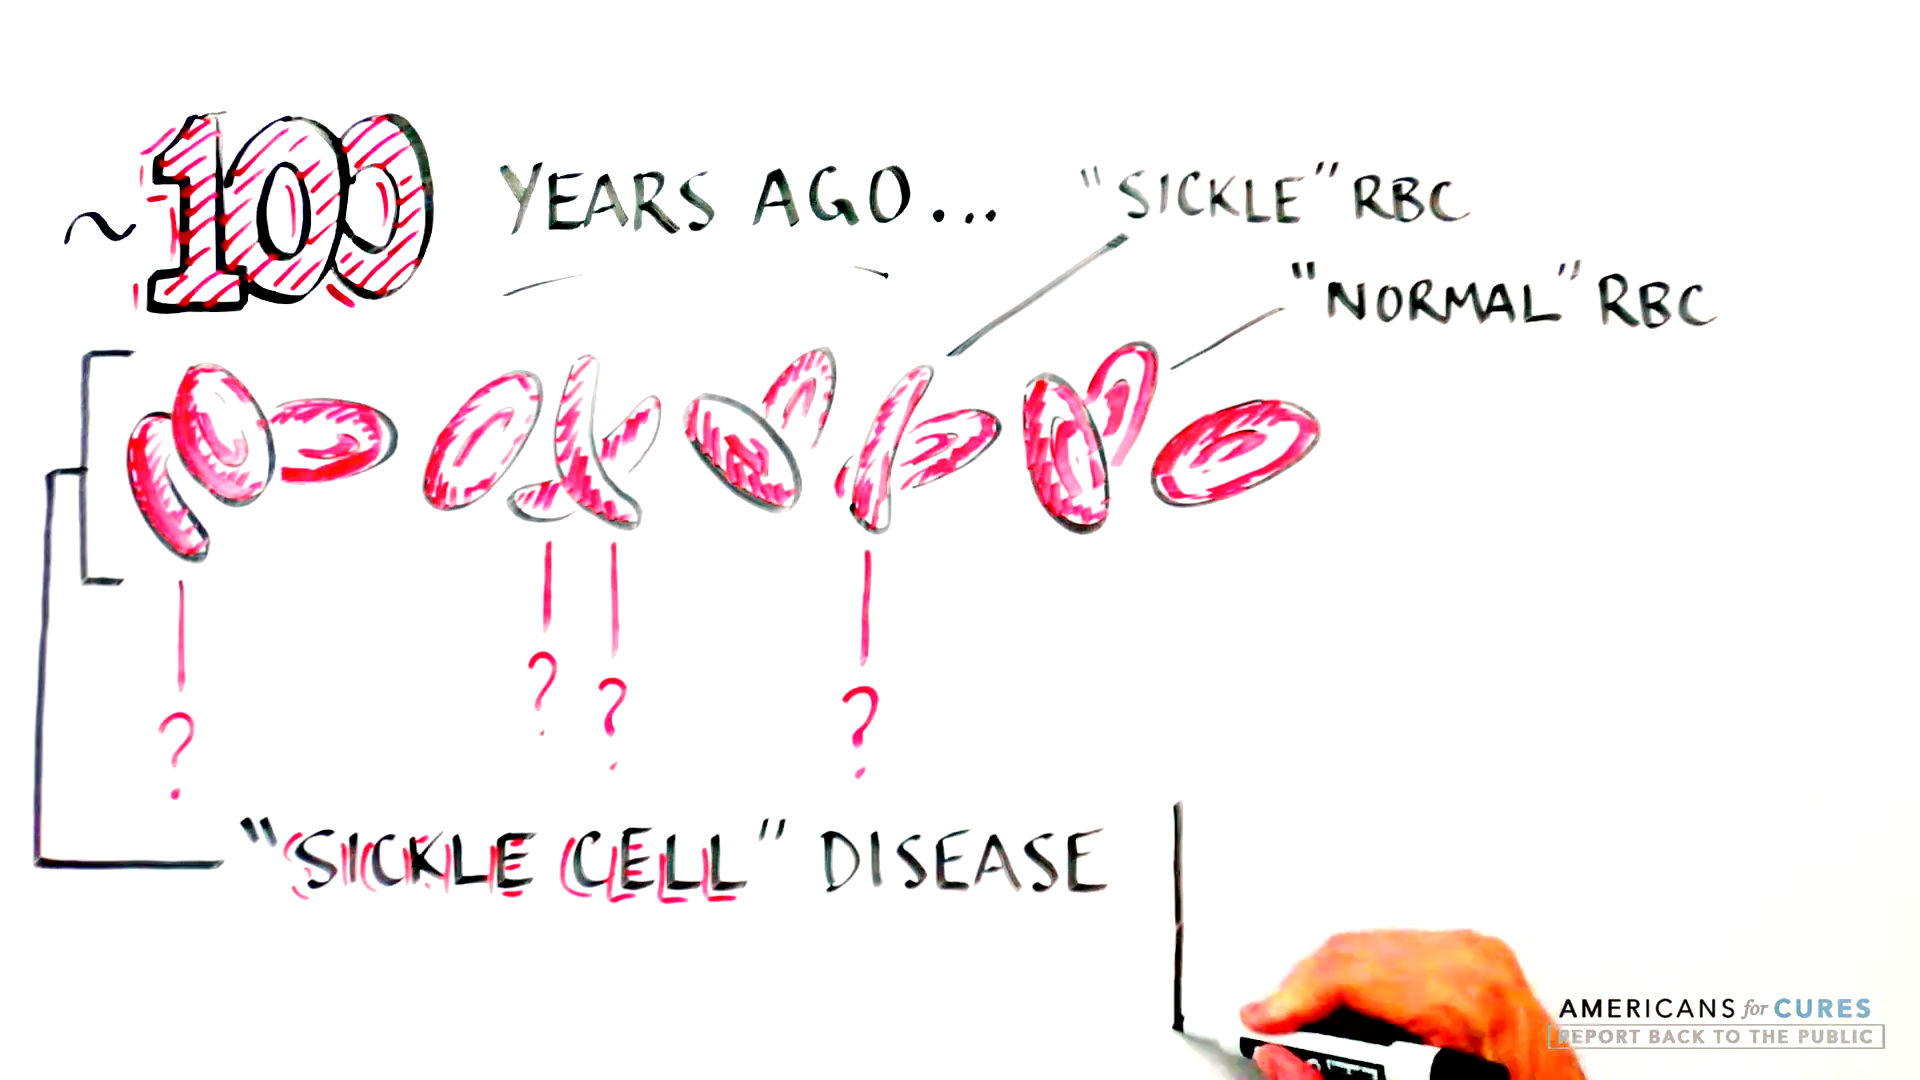 ~100 YEARS AGO...
"SICKLE" RBC
"NORMAL" RBC
?
?
?
?
"SICKLE CELL" DISEASE
AMERICANS for CURES
REPORT BACK TO THE PUBLIC